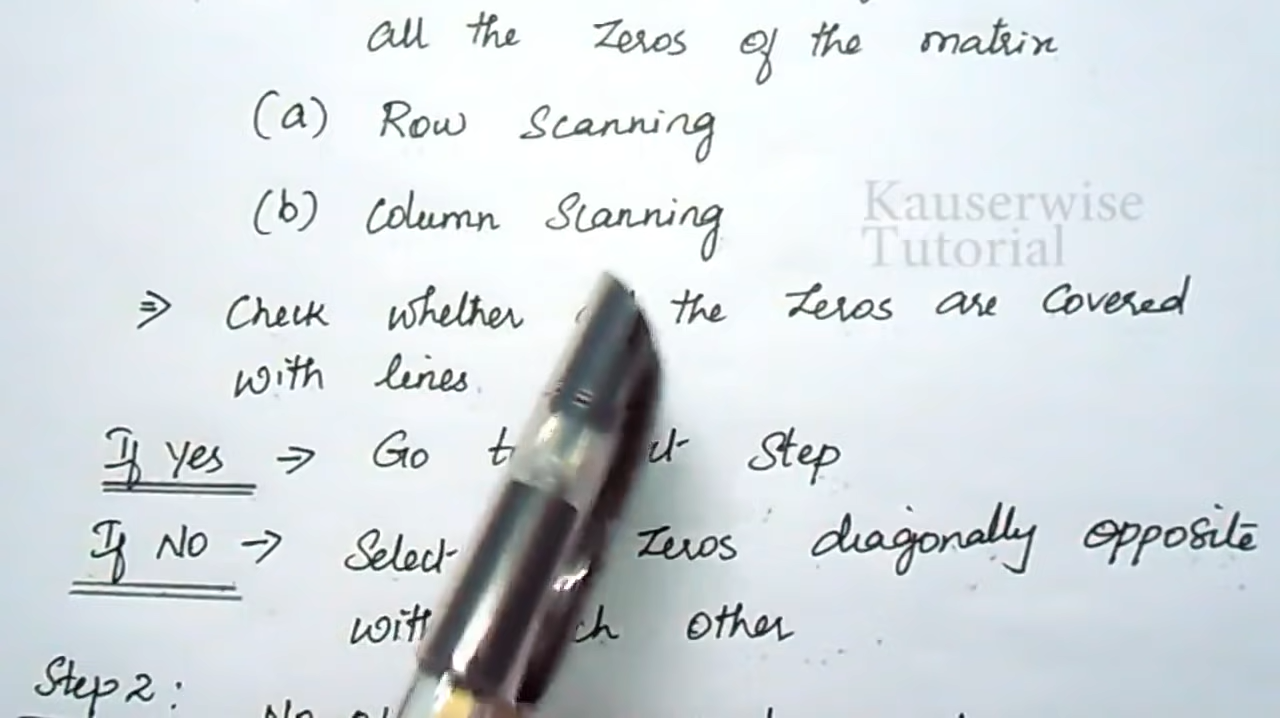 all the Zeros of the matrix
(a) Row Scanning
(b) Column Scanning
Kauserwise
Tutorial
⇒ Check whether the Zeros are Covered
with lines.
If Yes → Go Step
If No → Select Zeros diagonally opposite
other
Step 2: